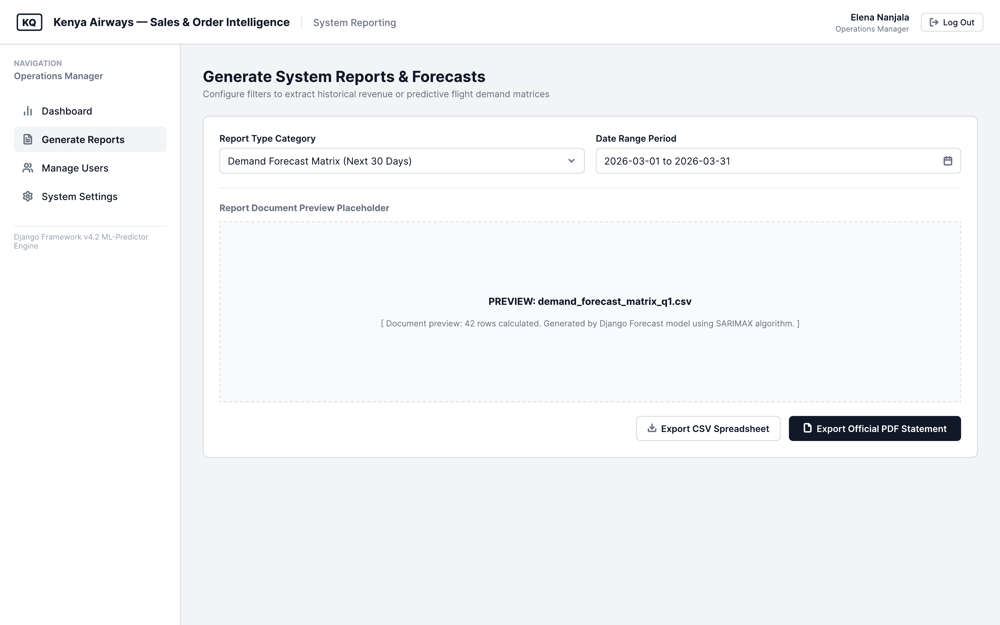 KQ
Kenya Airways — Sales & Order Intelligence
System Reporting
Elena Nanjala
Operations Manager
Log Out
NAVIGATION
Operations Manager
Dashboard
Generate Reports
Manage Users
System Settings
Django Framework v4.2 ML-Predictor
Engine
Generate System Reports & Forecasts
Configure filters to extract historical revenue or predictive flight demand matrices
Report Type Category
Demand Forecast Matrix (Next 30 Days)
Date Range Period
2026-03-01 to 2026-03-31
Report Document Preview Placeholder
PREVIEW: demand_forecast_matrix_q1.csv
[ Document preview: 42 rows calculated. Generated by Django Forecast model using SARIMAX algorithm. ]
Export CSV Spreadsheet
Export Official PDF Statement